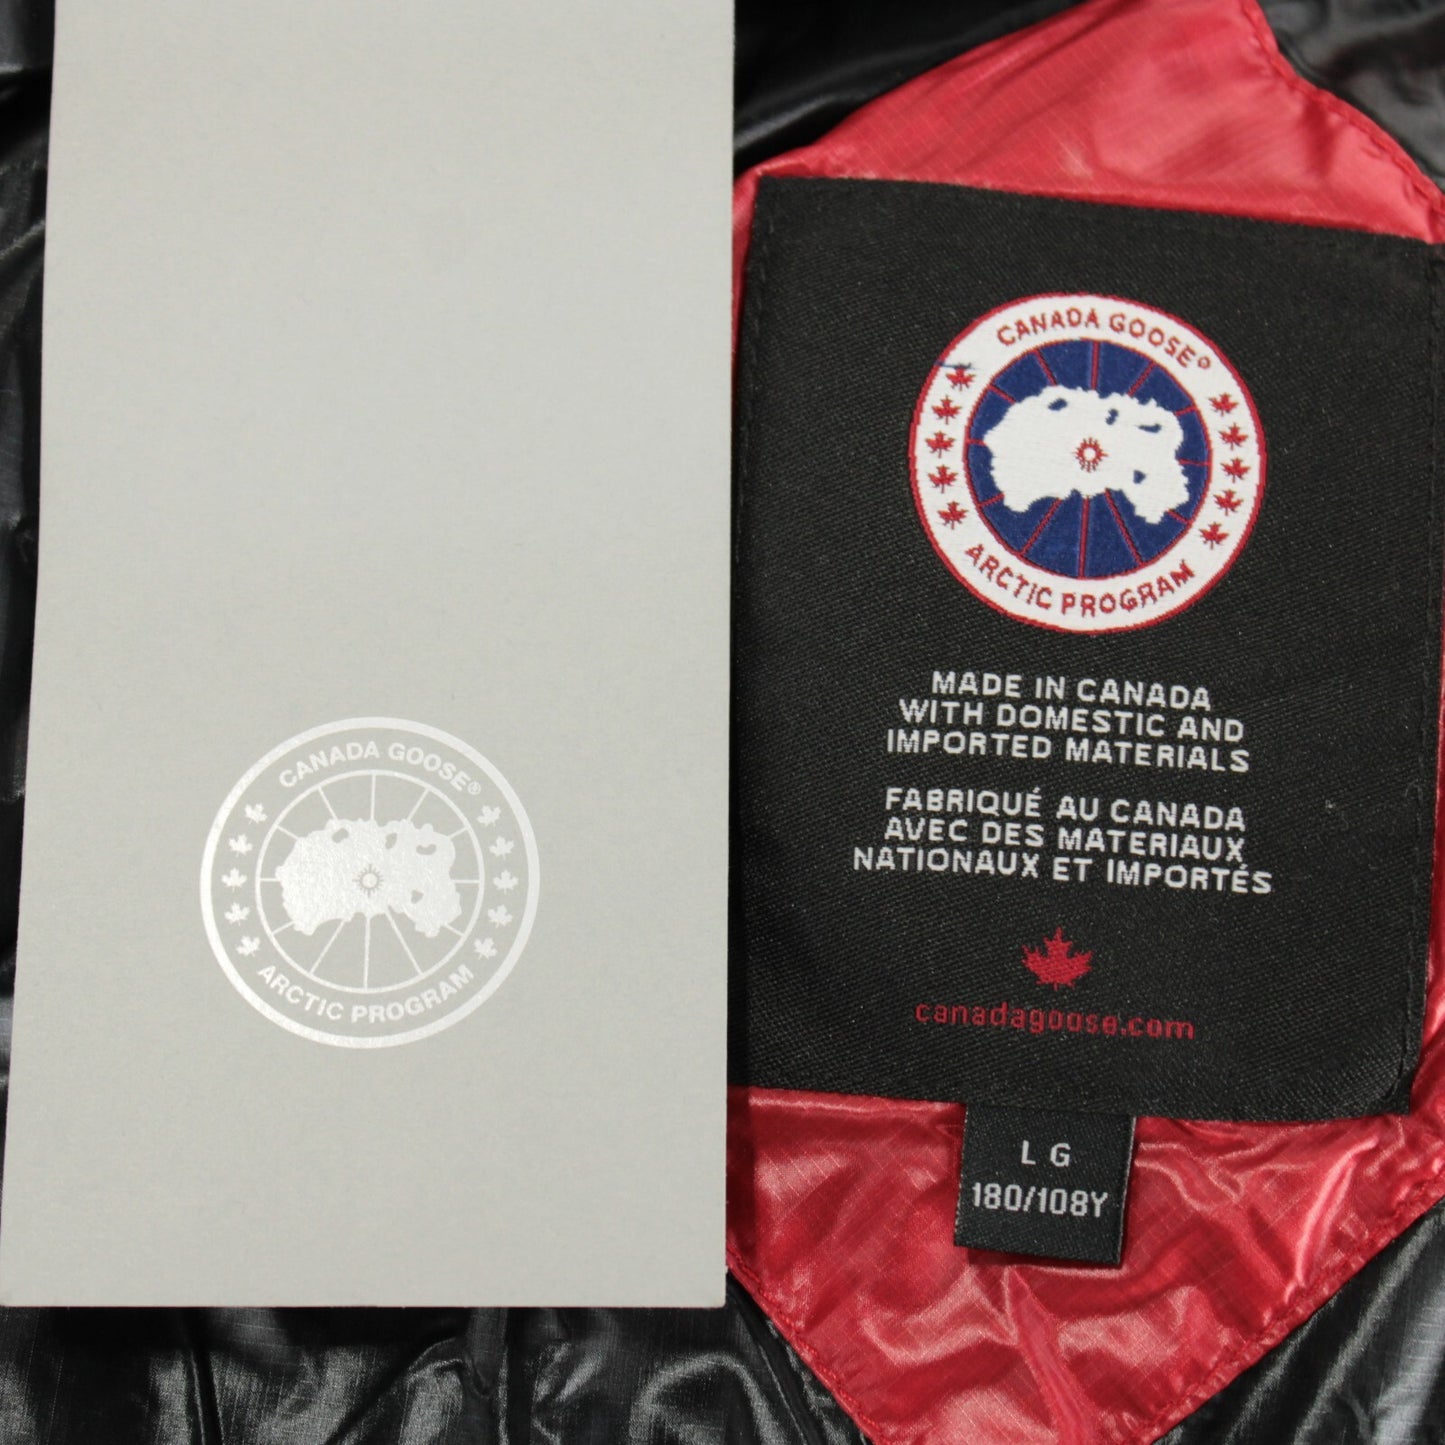 CANADA GOOSE®
ARCTIC PROGRAM
CANADA GOOSE®
ARCTIC PROGRAM
MADE IN CANADA
WITH DOMESTIC AND
IMPORTED MATERIALS
FABRIQUÉ AU CANADA
AVEC DES MATERIAUX
NATIONAUX ET IMPORTÉS
canadagoose.com
LG
180/108Y